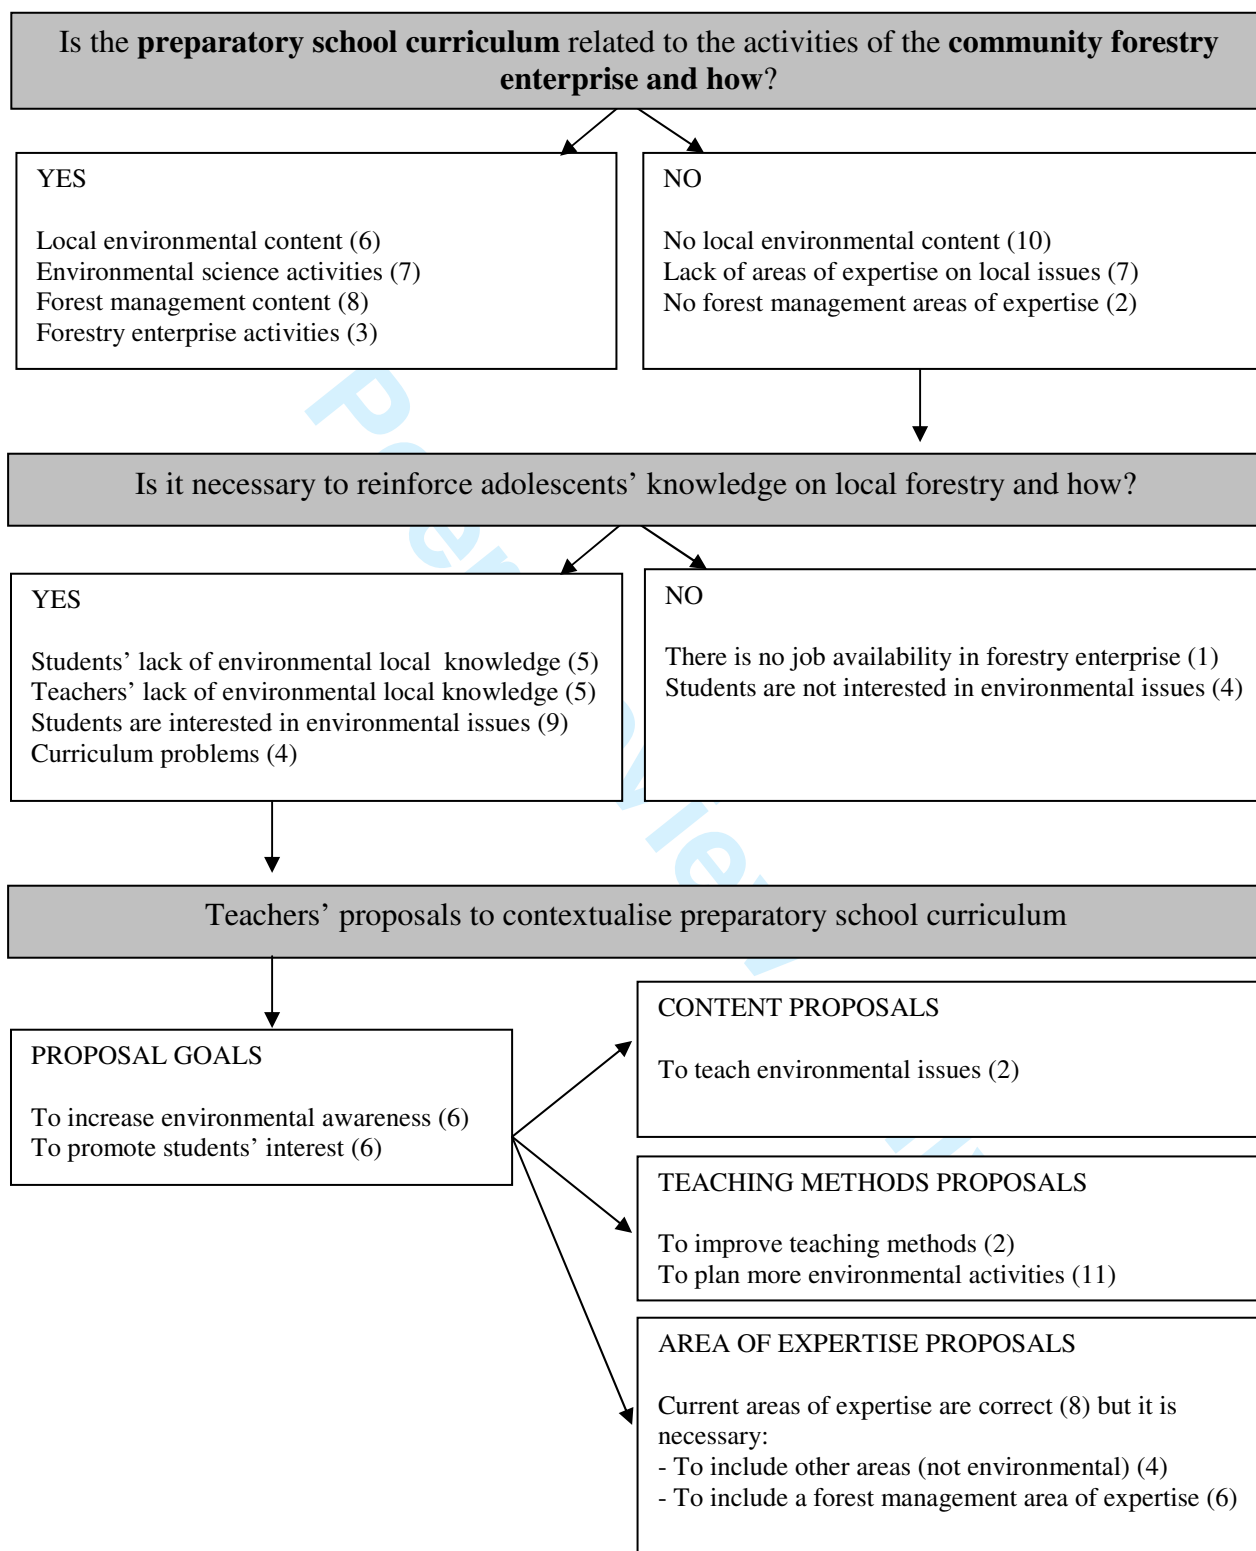 Is the preparatory school curriculum related to the activities of the community forestry
enterprise and how?
YES
Local environmental content (6)
Environmental science activities (7)
Forest management content (8)
Forestry enterprise activities (3)
NO
No local environmental content (10)
Lack of areas of expertise on local issues (7)
No forest management areas of expertise (2)
Is it necessary to reinforce adolescents’ knowledge on local forestry and how?
YES
Students’ lack of environmental local knowledge (5)
Teachers’ lack of environmental local knowledge (5)
Students are interested in environmental issues (9)
Curriculum problems (4)
NO
There is no job availability in forestry enterprise (1)
Students are not interested in environmental issues (4)
Teachers’ proposals to contextualise preparatory school curriculum
PROPOSAL GOALS
To increase environmental awareness (6)
To promote students’ interest (6)
CONTENT PROPOSALS
To teach environmental issues (2)
TEACHING METHODS PROPOSALS
To improve teaching methods (2)
To plan more environmental activities (11)
AREA OF EXPERTISE PROPOSALS
Current areas of expertise are correct (8) but it is
necessary:
- To include other areas (not environmental) (4)
- To include a forest management area of expertise (6)